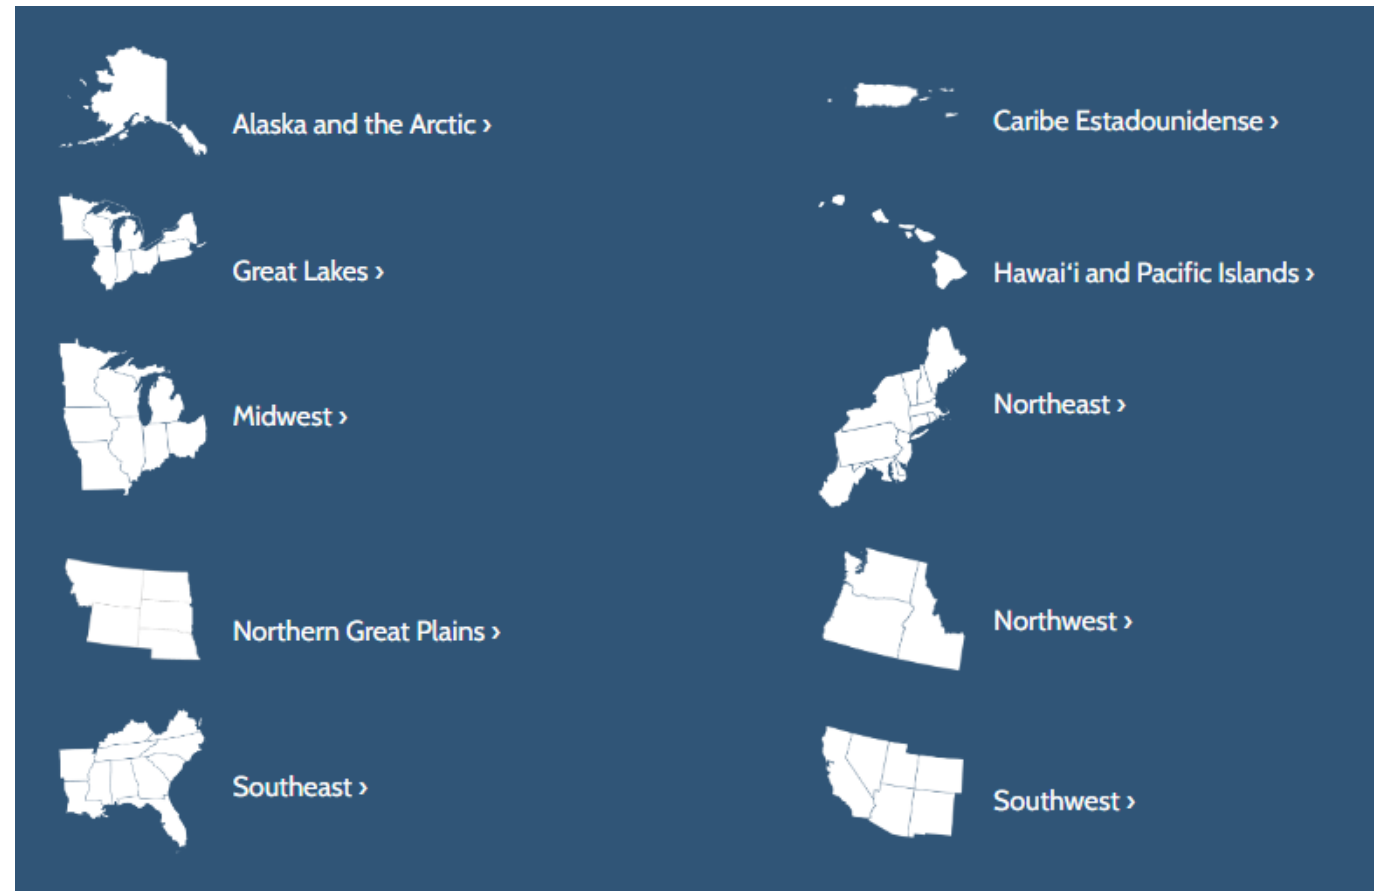 Alaska and the Arctic ›
Caribe Estadounidense ›
Great Lakes ›
Hawaiʻi and Pacific Islands ›
Midwest ›
Northeast ›
Northern Great Plains ›
Northwest ›
Southeast ›
Southwest ›